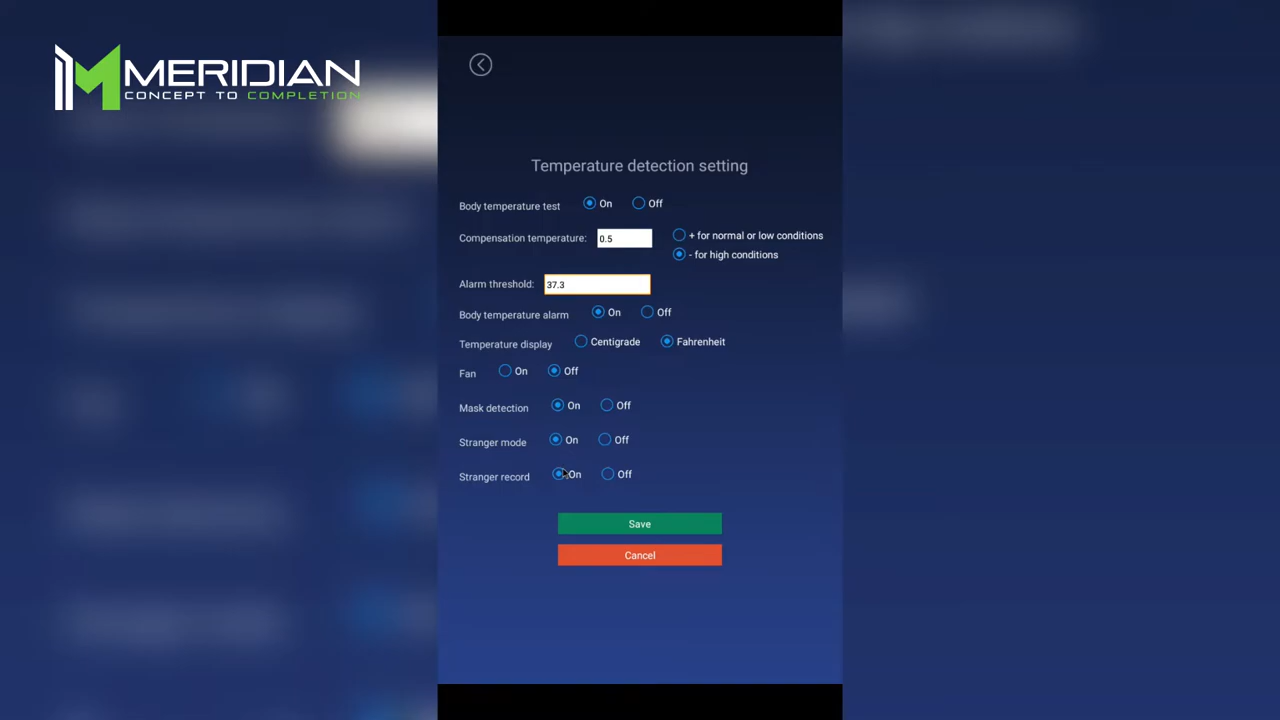 MERIDIAN
CONCEPT TO COMPLETION
Temperature detection setting
Body temperature test On Off
Compensation temperature: 0.5 + for normal or low conditions
- for high conditions
Alarm threshold: 37.3
Body temperature alarm On Off
Temperature display Centigrade Fahrenheit
Fan On Off
Mask detection On Off
Stranger mode On Off
Stranger record On Off
Save
Cancel